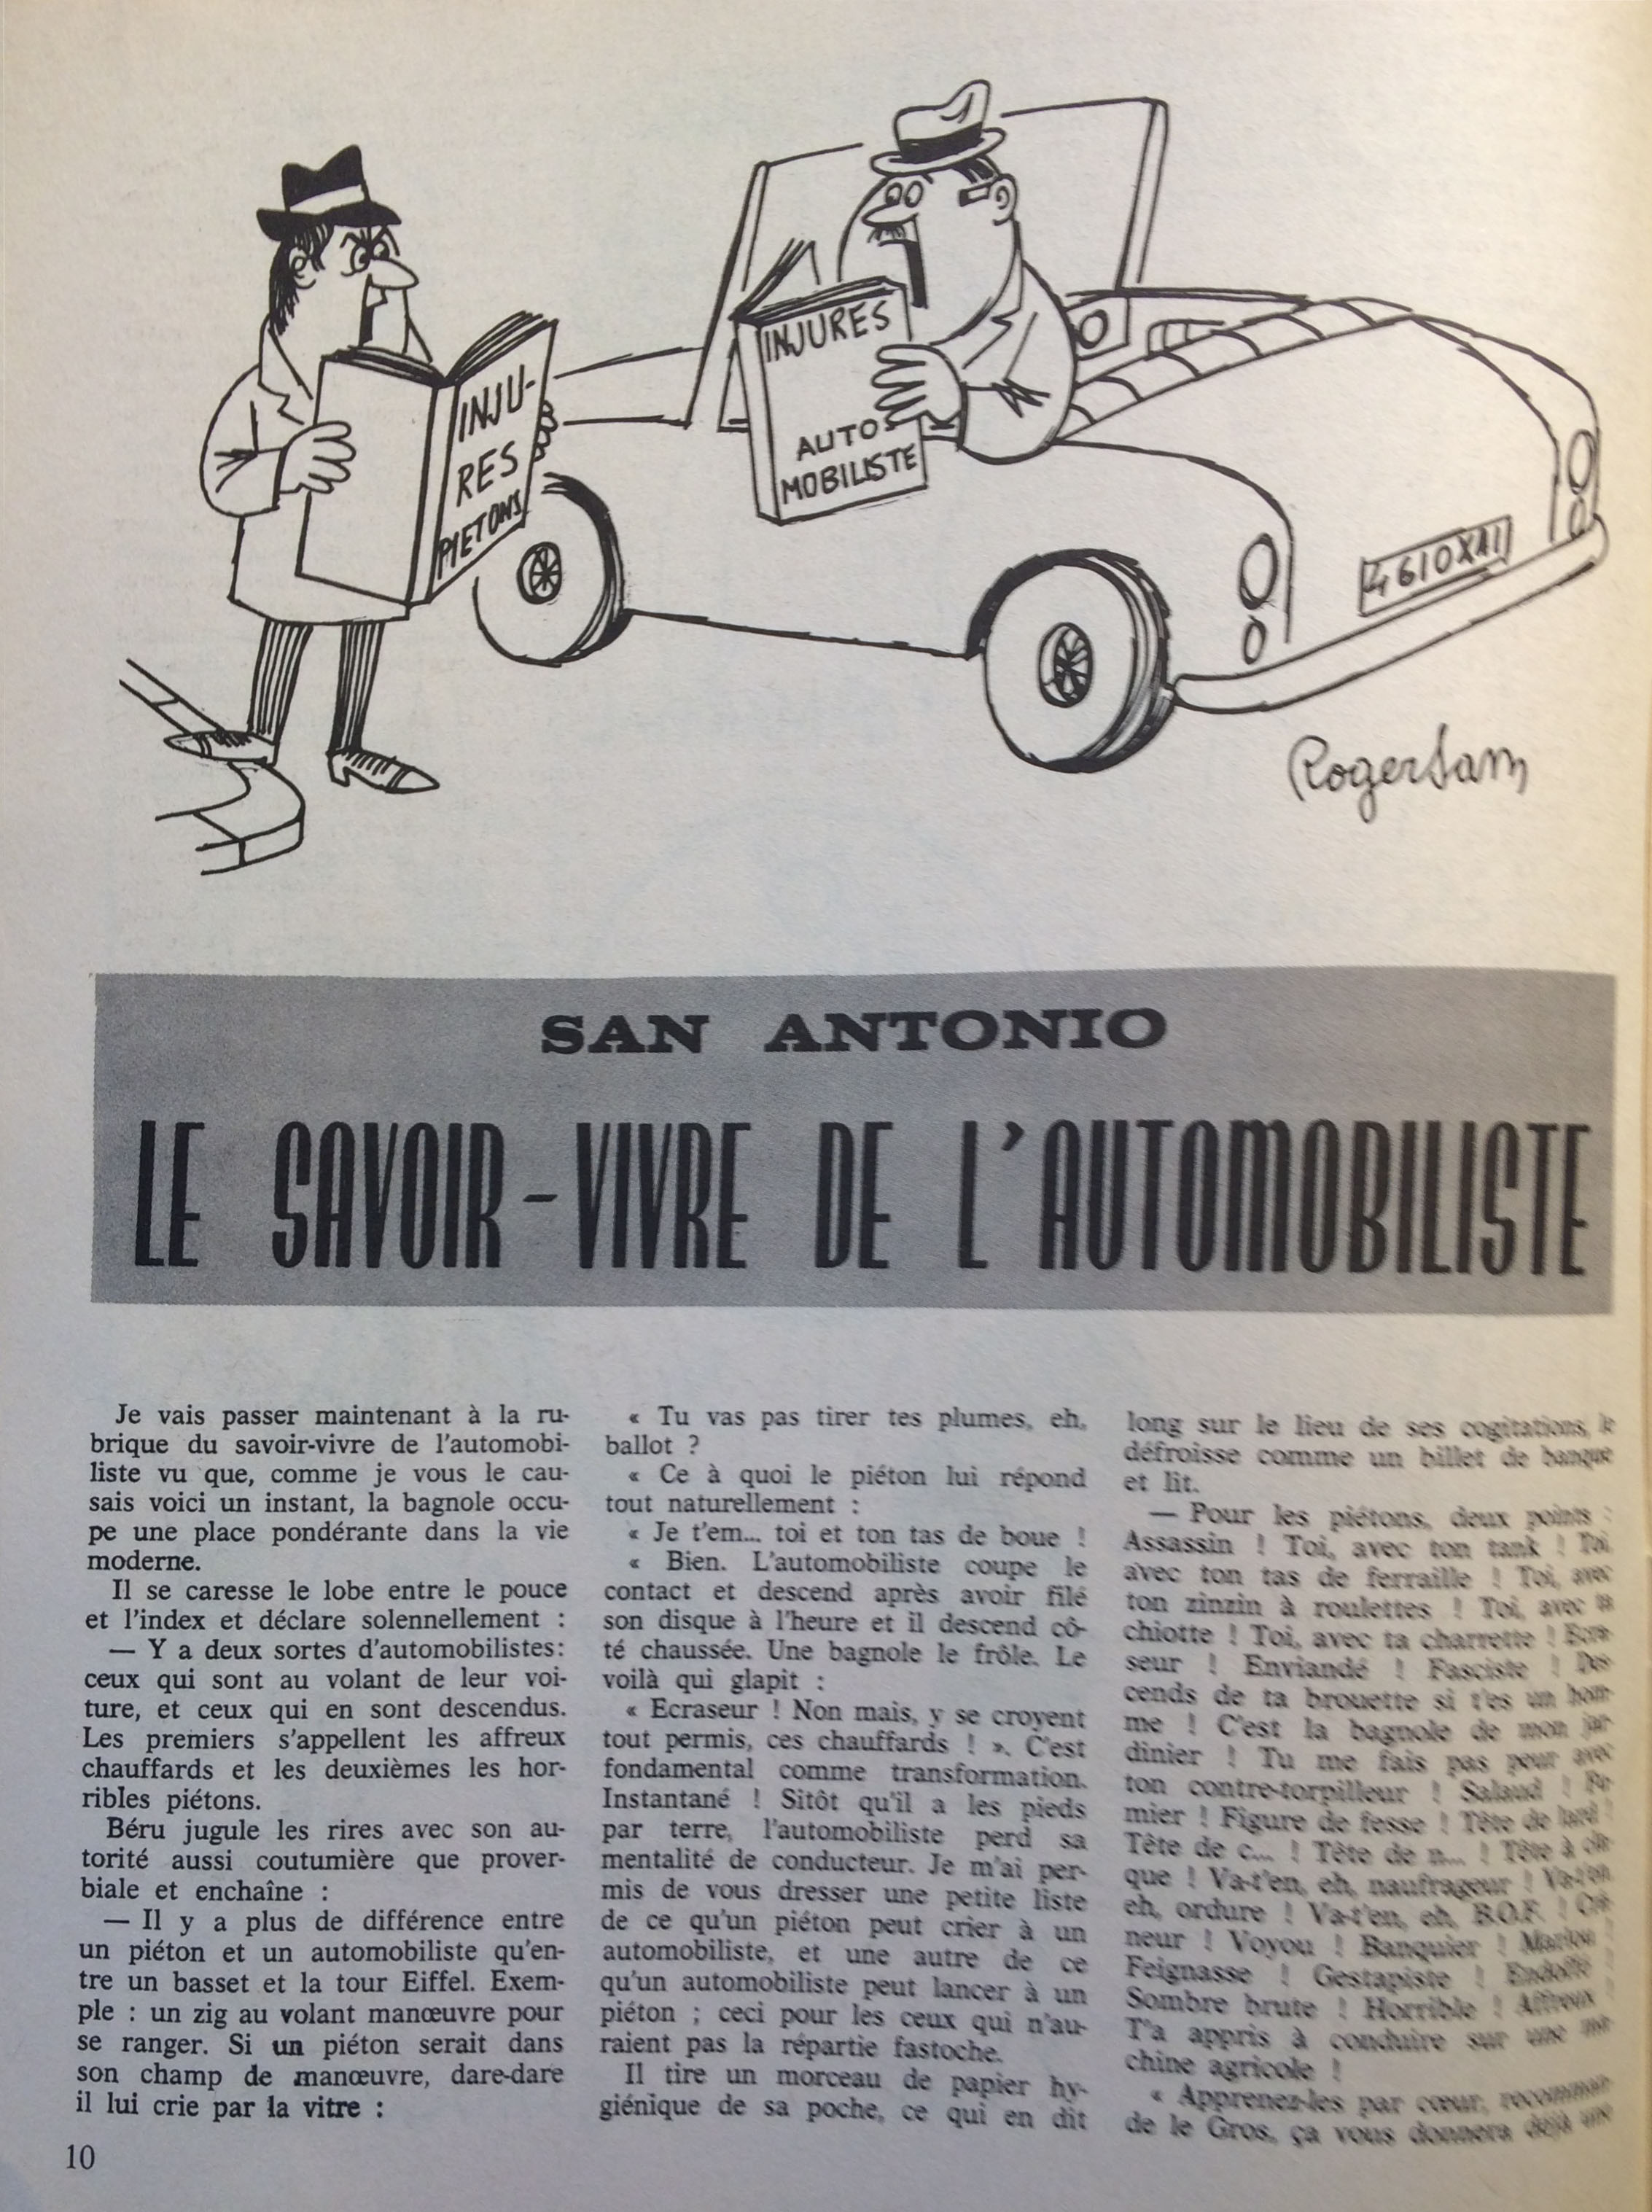 INJURES
AUTO
MOBILISTE
INJU-
RES
PIETONS
4610XA11
RogerSam
SAN ANTONIO
LE SAVOIR-VIVRE DE L'AUTOMOBILISTE
Je vais passer maintenant à la ru-
brique du savoir-vivre de l'automobi-
liste vu que, comme je vous le cau-
sais voici un instant, la bagnole occu-
pe une place pondérante dans la vie
moderne.
Il se caresse le lobe entre le pouce
et l'index et déclare solennellement :
— Y a deux sortes d'automobilistes:
ceux qui sont au volant de leur voi-
ture, et ceux qui en sont descendus.
Les premiers s'appellent les affreux
chauffards et les deuxièmes les hor-
ribles piétons.
Béru jugule les rires avec son au-
torité aussi coutumière que prover-
biale et enchaîne :
— Il y a plus de différence entre
un piéton et un automobiliste qu'en-
tre un basset et la tour Eiffel. Exem-
ple : un zig au volant manœuvre pour
se ranger. Si un piéton serait dans
son champ de manœuvre, dare-dare
il lui crie par la vitre :
« Tu vas pas tirer tes plumes, eh,
ballot ?
« Ce à quoi le piéton lui répond
tout naturellement :
« Je t'em... toi et ton tas de boue !
« Bien. L'automobiliste coupe le
contact et descend après avoir filé
son disque à l'heure et il descend cô-
té chaussée. Une bagnole le frôle. Le
voilà qui glapit :
« Ecraseur ! Non mais, y se croyent
tout permis, ces chauffards ! ». C'est
fondamental comme transformation.
Instantané ! Sitôt qu'il a les pieds
par terre, l'automobiliste perd sa
mentalité de conducteur. Je m'ai per-
mis de vous dresser une petite liste
de ce qu'un piéton peut crier à un
automobiliste, et une autre de ce
qu'un automobiliste peut lancer à un
piéton ; ceci pour les ceux qui n'au-
raient pas la répartie fastoche.
Il tire un morceau de papier hy-
giénique de sa poche, ce qui en dit
long sur le lieu de ses cogitations, le
défroisse comme un billet de banque
et lit.
— Pour les piétons, deux points :
Assassin ! Toi, avec ton tank ! Toi,
avec ton tas de ferraille ! Toi, avec
ton zinzin à roulettes ! Toi, avec ta
chiotte ! Toi, avec ta charrette ! Ecra-
seur ! Enviandé ! Fasciste ! Des-
cends de ta brouette si t'es un hom-
me ! C'est la bagnole de mon jar-
dinier ! Tu me fais pas peur avec
ton contre-torpilleur ! Salaud ! Fu-
mier ! Figure de fesse ! Tête de lard !
Tête de c... ! Tête de n... ! Tête à cla-
que ! Va-t'en, eh, naufrageur ! Va-t'en
eh, ordure ! Va-t'en, eh, B.O.F. ! Crâ-
neur ! Voyou ! Banquier ! Marlou !
Feignasse ! Gestapiste ! Endoffé !
Sombre brute ! Horrible ! Affreux !
T'a appris à conduire sur une ma-
chine agricole !
« Apprenez-les par cœur, recomman-
de le Gros, ça vous donnera déjà une
10